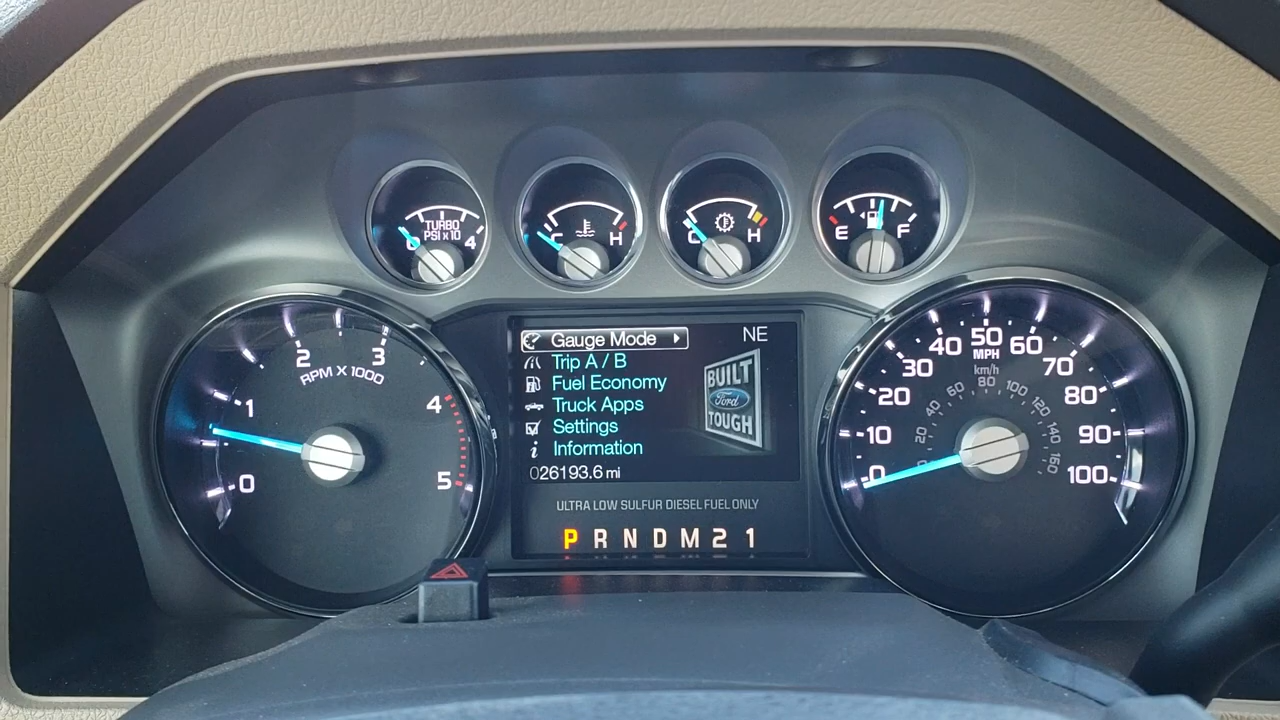 TURBO
PSI x 10
0 4
C H
C H
E F
0 1 2 3 4 5
RPM X 1000
Gauge Mode
NE
Trip A / B
Fuel Economy
Truck Apps
Settings
Information
026193.6 mi
BUILT
Ford
TOUGH
ULTRA LOW SULFUR DIESEL FUEL ONLY
P R N D M 2 1
0 10 20 30 40 50 60 70 80 90 100
MPH
km/h
20 40 60 80 100 120 140 160